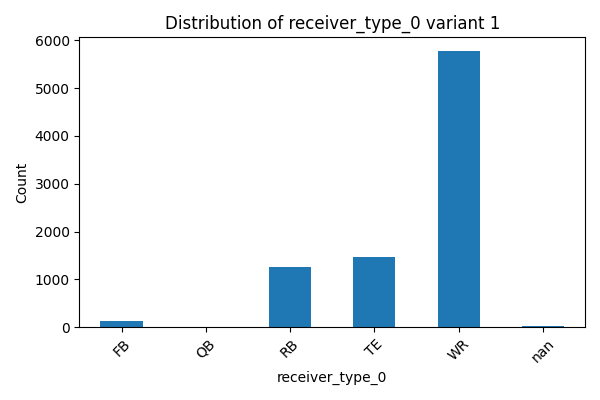 Distribution of receiver_type_0 variant 1
6000
5000
4000
3000
2000
1000
0
Count
FB
QB
RB
TE
WR
nan
receiver_type_0